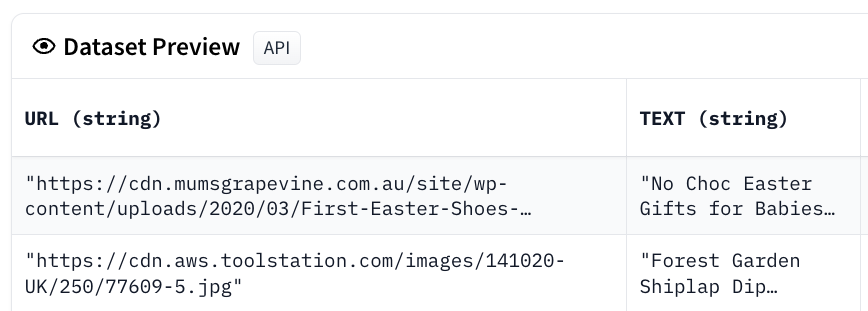 Dataset Preview API
URL (string) TEXT (string)
"https://cdn.mumsgrapevine.com.au/site/wp- "No Choc Easter
content/uploads/2020/03/First-Easter-Shoes-… Gifts for Babies…
"https://cdn.aws.toolstation.com/images/141020- "Forest Garden
UK/250/77609-5.jpg" Shiplap Dip…